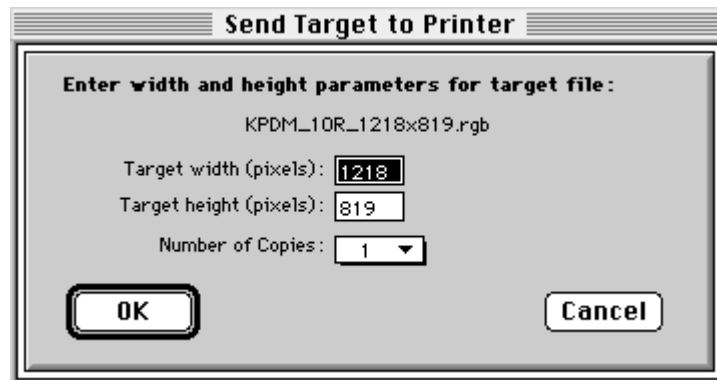 Send Target to Printer
Enter width and height parameters for target file:
KPDM_10R_1218x819.rgb
Target width (pixels): 1218
Target height (pixels): 819
Number of Copies: 1
OK Cancel